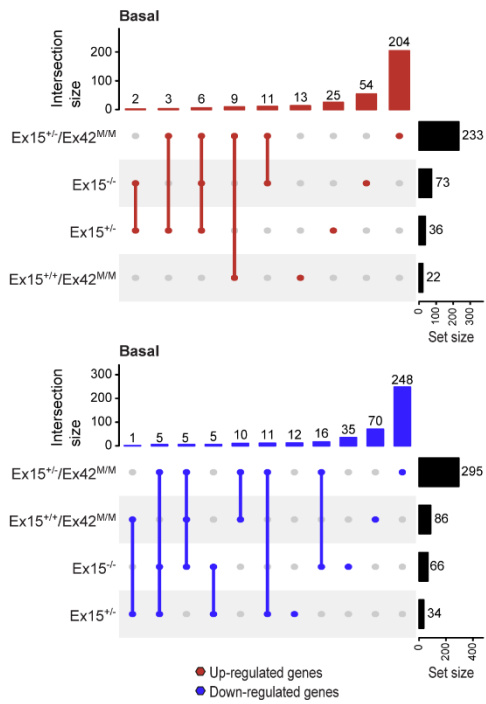 Basal
Intersection size
200
100
0
2 3 6 9 11 13 25 54 204
Ex15+/-/Ex42M/M 233
Ex15-/- 73
Ex15+/- 36
Ex15+/+/Ex42M/M 22
0 100 200 300
Set size
Basal
Intersection size
300
200
100
0
1 5 5 5 10 11 12 16 35 70 248
Ex15+/-/Ex42M/M 295
Ex15+/+/Ex42M/M 86
Ex15-/- 66
Ex15+/- 34
0 200 400
Set size
Up-regulated genes
Down-regulated genes